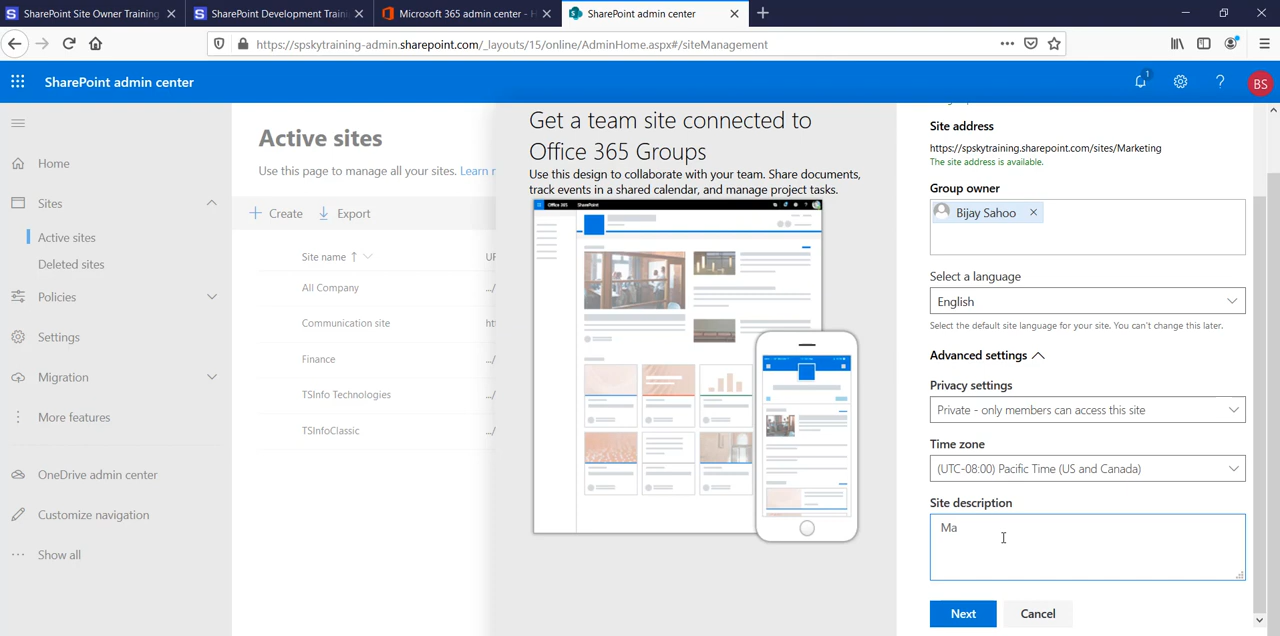 SharePoint Site Owner Training
SharePoint Development Traini
Microsoft 365 admin center - H
SharePoint admin center
https://spskytraining-admin.sharepoint.com/_layouts/15/online/AdminHome.aspx#/siteManagement
SharePoint admin center
1
?
BS
Home
Sites
Active sites
Deleted sites
Policies
Settings
Migration
More features
OneDrive admin center
Customize navigation
Show all
Active sites
Use this page to manage all your sites. Learn
Create
Export
Site name
UR
All Company
.../
Communication site
htt
Finance
.../
TSInfo Technologies
.../
TSInfoClassic
.../
Get a team site connected to
Office 365 Groups
Use this design to collaborate with your team. Share documents,
track events in a shared calendar, and manage project tasks.
Office 365 SharePoint
Site address
https://spskytraining.sharepoint.com/sites/Marketing
The site address is available.
Group owner
Bijay Sahoo
Select a language
English
Select the default site language for your site. You can't change this later.
Advanced settings
Privacy settings
Private - only members can access this site
Time zone
(UTC-08:00) Pacific Time (US and Canada)
Site description
Ma
Next
Cancel